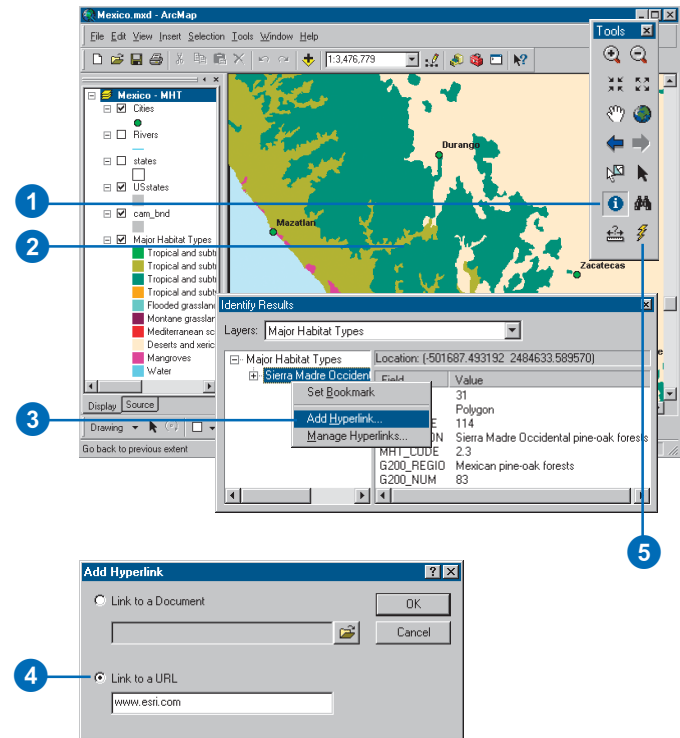 Mexico.mxd - ArcMap
File Edit View Insert Selection Tools Window Help
1:3,476,779
Tools
Mexico - MHT
Cities
Rivers
states
USstates
cam_bnd
Major Habitat Types
Tropical and subt
Tropical and subt
Tropical and subt
Tropical and subt
Flooded grasslan
Montane grasslar
Mediterranean sc
Deserts and xeric
Mangroves
Water
Display Source
Drawing
Go back to previous extent
Durango
Mazatlan
Zacatecas
1
2
3
5
Identify Results
Layers: Major Habitat Types
Major Habitat Types
Sierra Madre Occident
Location: (-501687.493192 2484633.589570)
Field Value
31
Polygon
E 114
ON Sierra Madre Occidental pine-oak forests
MHT_CODE 2.3
G200_REGIO Mexican pine-oak forests
G200_NUM 83
Set Bookmark
Add Hyperlink...
Manage Hyperlinks...
Add Hyperlink
Link to a Document
OK
Cancel
4
Link to a URL
www.esri.com